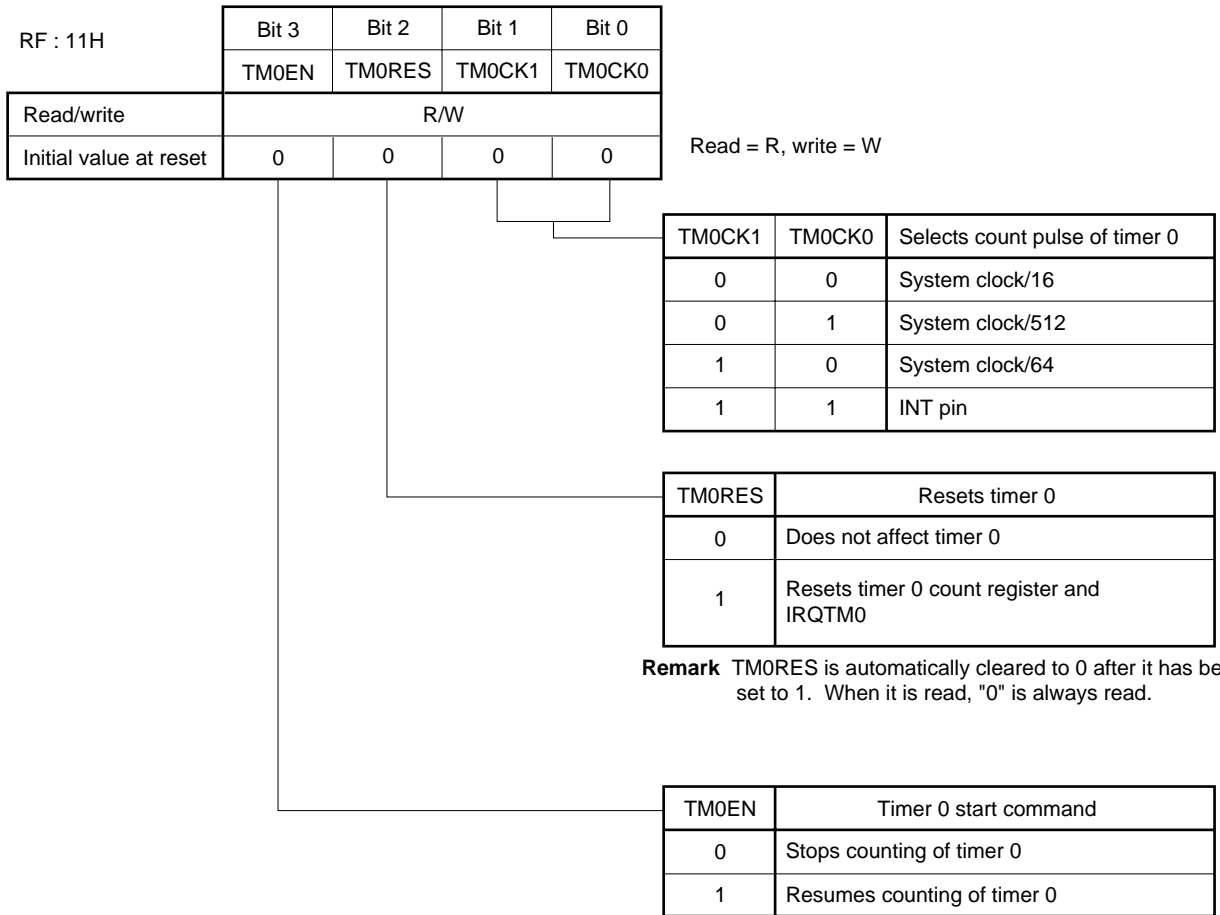 RF : 11H
Bit 3 Bit 2 Bit 1 Bit 0
TM0EN TM0RES TM0CK1 TM0CK0
Read/write R/W
Initial value at reset 0 0 0 0
Read = R, write = W
TM0CK1 TM0CK0 Selects count pulse of timer 0
0 0 System clock/16
0 1 System clock/512
1 0 System clock/64
1 1 INT pin
TM0RES Resets timer 0
0 Does not affect timer 0
1 Resets timer 0 count register and
IRQTM0
Remark TM0RES is automatically cleared to 0 after it has be
set to 1. When it is read, "0" is always read.
TM0EN Timer 0 start command
0 Stops counting of timer 0
1 Resumes counting of timer 0